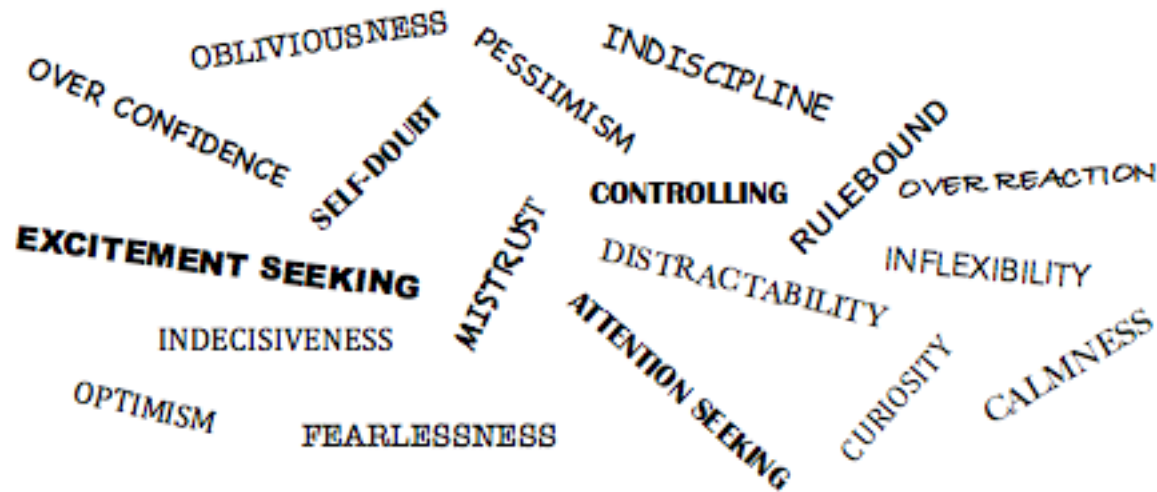 OBLIVIOUSNESS
PESSIIMISM
INDISCIPLINE
OVER CONFIDENCE
SELF-DOUBT
CONTROLLING
RULEBOUND
OVER REACTION
EXCITEMENT SEEKING
MISTRUST
DISTRACTABILITY
INFLEXIBILITY
INDECISIVENESS
ATTENTION SEEKING
CURIOSITY
CALMNESS
OPTIMISM
FEARLESSNESS